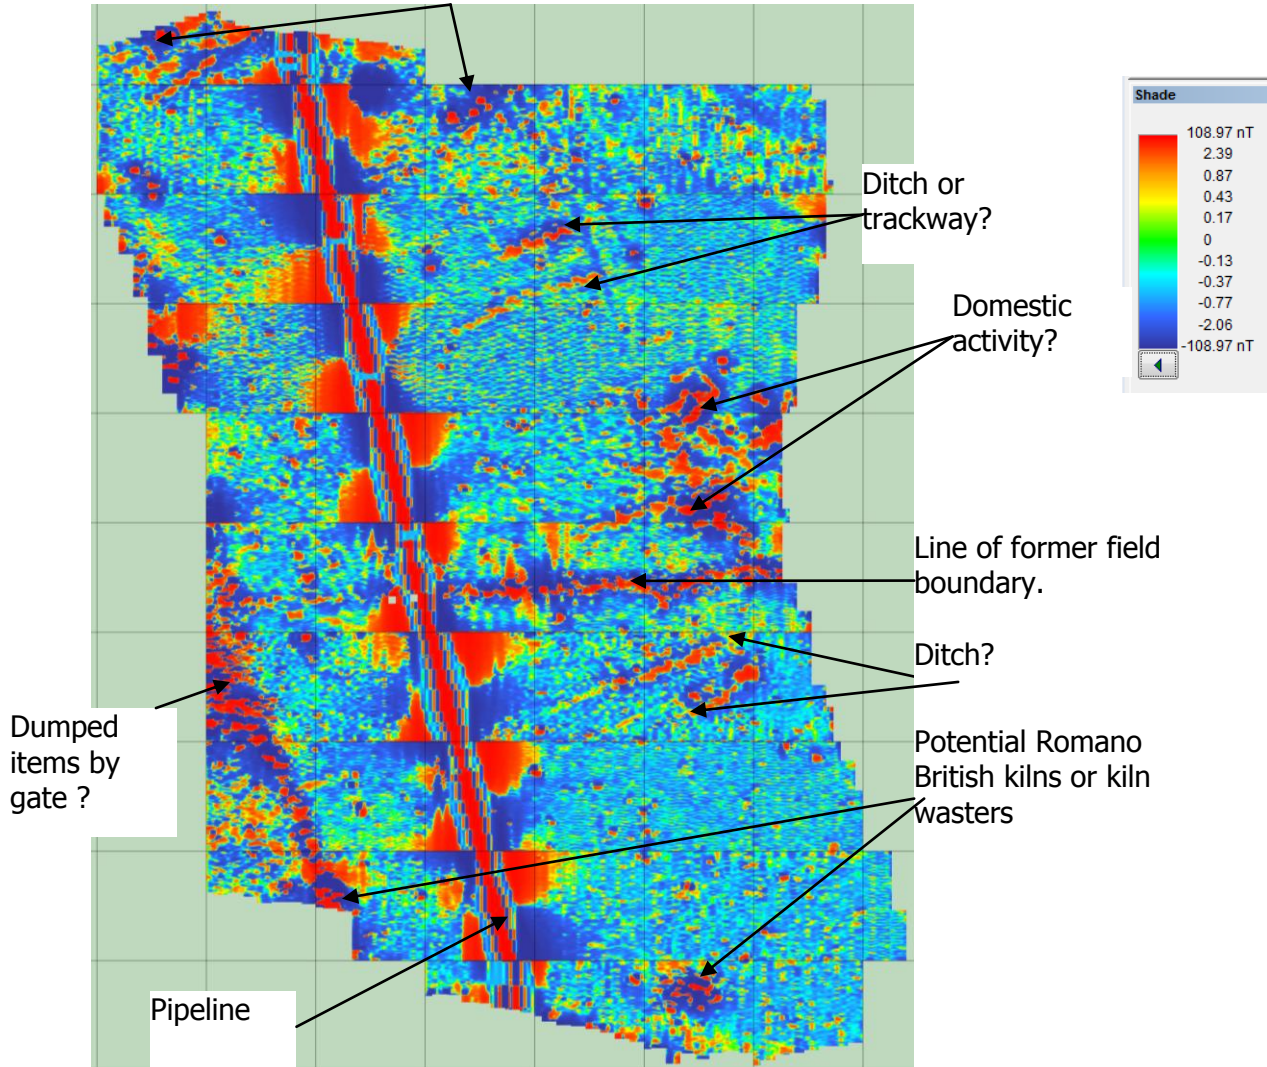 Shade
108.97 nT
2.39
0.87
0.43
0.17
0
-0.13
-0.37
-0.77
-2.06
-108.97 nT
Ditch or
trackway?
Domestic
activity?
Line of former field
boundary.
Ditch?
Dumped
items by
gate ?
Potential Romano
British kilns or kiln
wasters
Pipeline